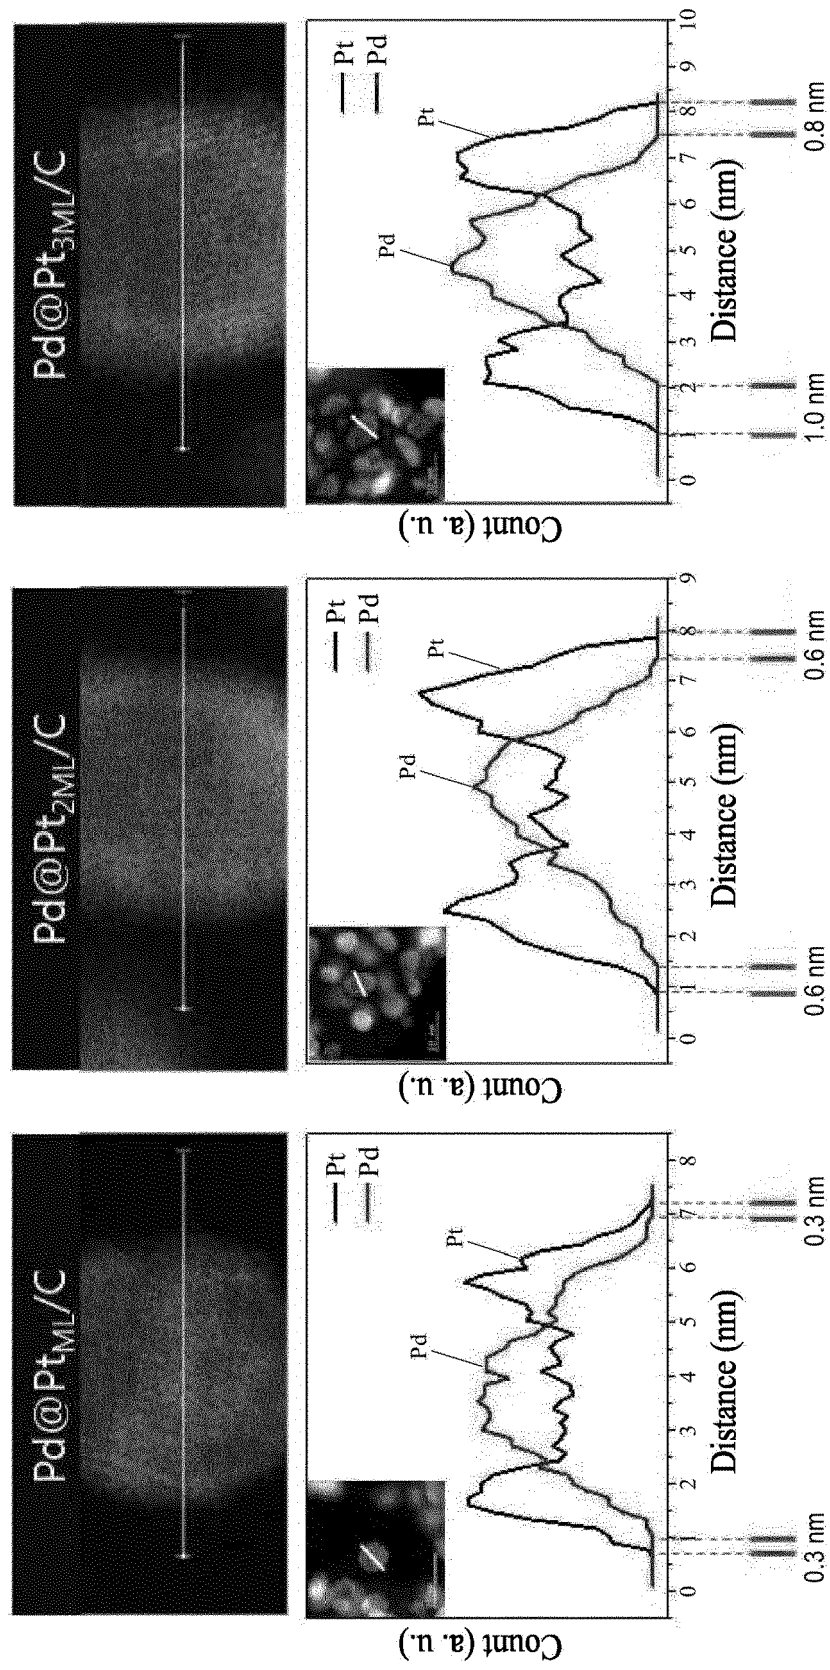 Pd@Pt_ML/C
Pt
Pd
Pd
Pt
Count (a. u.)
0 1 2 3 4 5 6 7 8
Distance (nm)
0.3 nm
0.3 nm
Pd@Pt_2ML/C
Pt
Pd
Pd
Pt
Count (a. u.)
0 1 2 3 4 5 6 7 8 9
Distance (nm)
0.6 nm
0.6 nm
Pd@Pt_3ML/C
Pt
Pd
Pd
Pt
Count (a. u.)
0 1 2 3 4 5 6 7 8 9 10
Distance (nm)
1.0 nm
0.8 nm